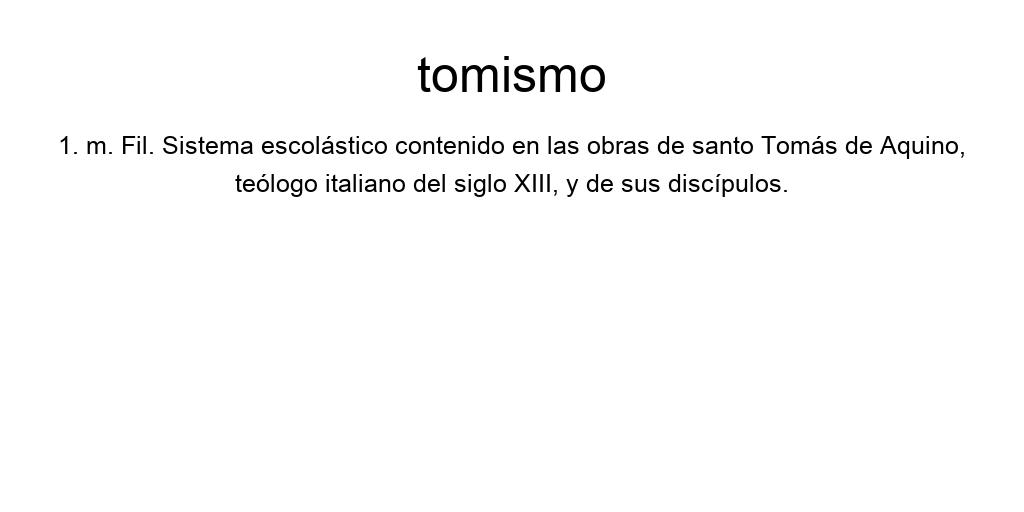 tomismo
1. m. Fil. Sistema escolástico contenido en las obras de santo Tomás de Aquino,
teólogo italiano del siglo XIII, y de sus discípulos.